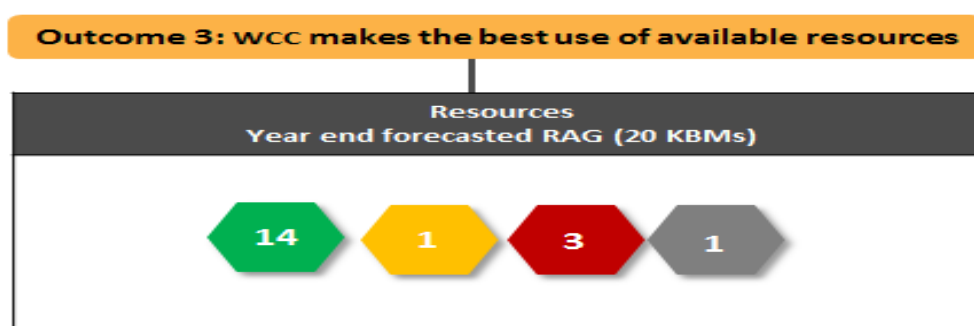 Outcome 3: WCC makes the best use of available resources
Resources
Year end forecasted RAG (20 KBMs)
14 1 3 1